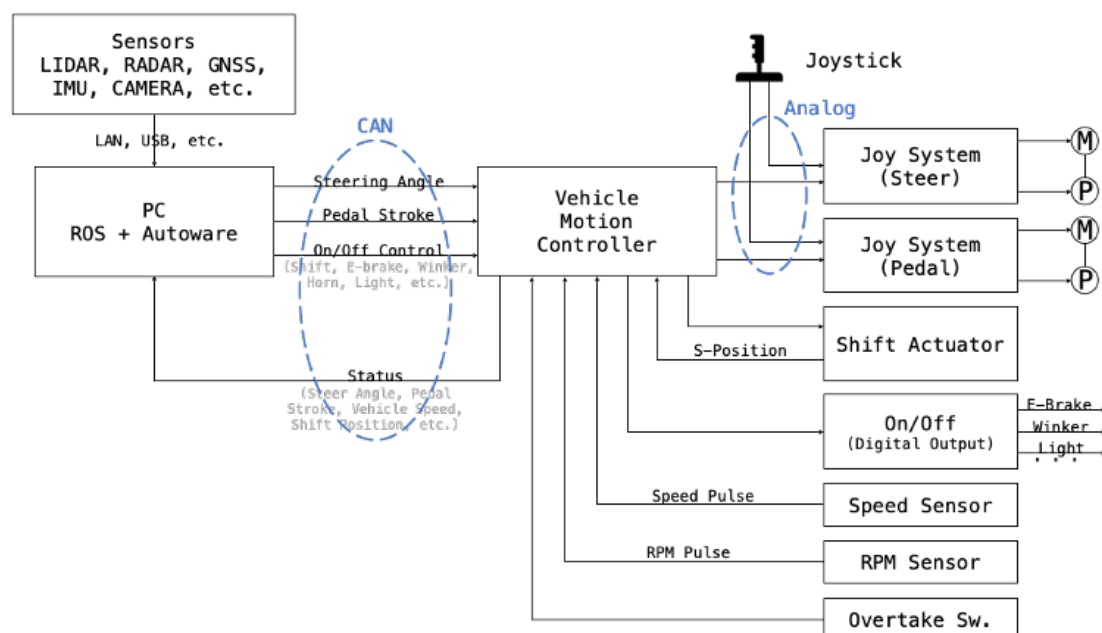 Sensors
LIDAR, RADAR, GNSS,
IMU, CAMERA, etc.
Joystick
LAN, USB, etc.
CAN
Analog
PC
ROS + Autoware
Steering Angle
Pedal Stroke
On/Off Control
(Shift, E-brake, Winker,
Horn, Light, etc.)
Status
(Steer Angle, Pedal
Stroke, Vehicle Speed,
Shift Position, etc.)
Vehicle
Motion
Controller
Joy System
(Steer)
M
P
Joy System
(Pedal)
M
P
S-Position
Shift Actuator
On/Off
(Digital Output)
E-Brake
Winker
Light
. . .
Speed Pulse
Speed Sensor
RPM Pulse
RPM Sensor
Overtake Sw.